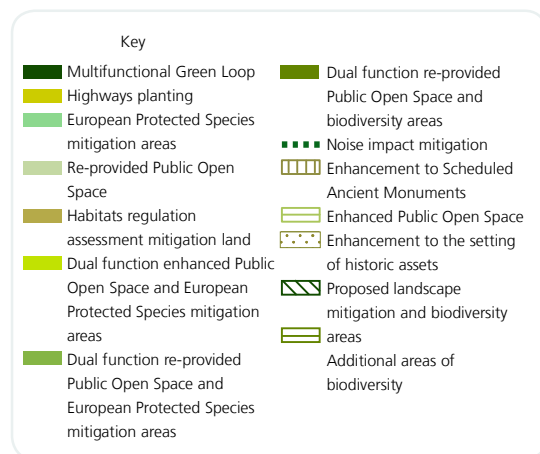 Key
Multifunctional Green Loop
Highways planting
European Protected Species
mitigation areas
Re-provided Public Open
Space
Habitats regulation
assessment mitigation land
Dual function enhanced Public
Open Space and European
Protected Species mitigation
areas
Dual function re-provided
Public Open Space and
European Protected Species
mitigation areas
Dual function re-provided
Public Open Space and
biodiversity areas
Noise impact mitigation
Enhancement to Scheduled
Ancient Monuments
Enhanced Public Open Space
Enhancement to the setting
of historic assets
Proposed landscape
mitigation and biodiversity
areas
Additional areas of
biodiversity